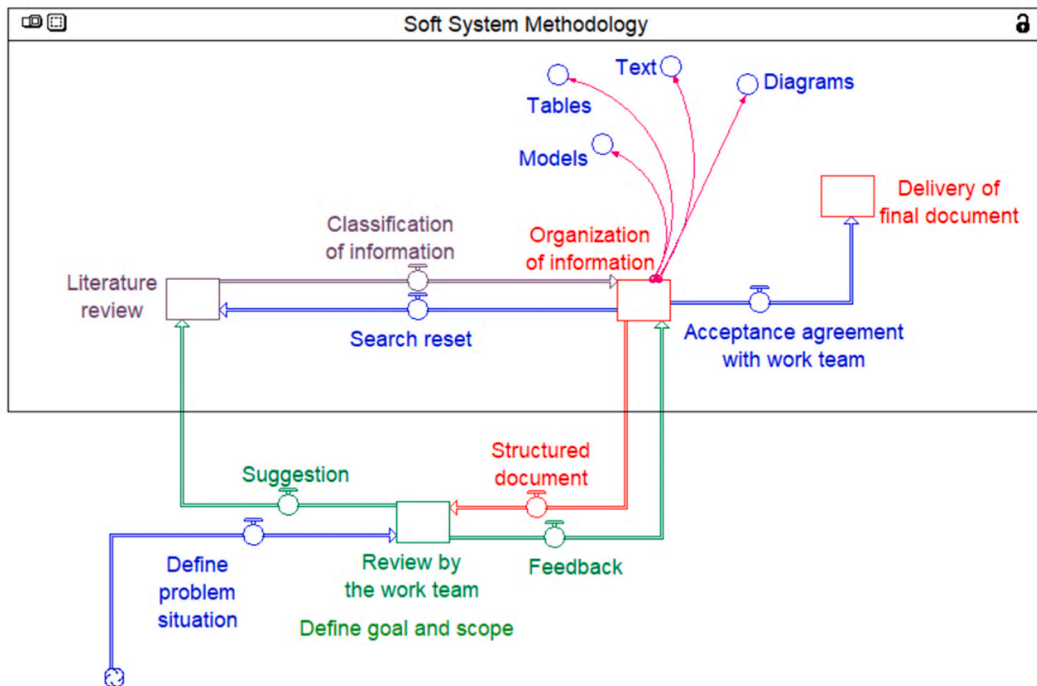 Soft System Methodology
Text
Diagrams
Tables
Models
Delivery of
final document
Classification
of information
Organization
of information
Literature
review
Search reset
Acceptance agreement
with work team
Structured
document
Suggestion
Define
problem
situation
Review by
the work team
Feedback
Define goal and scope